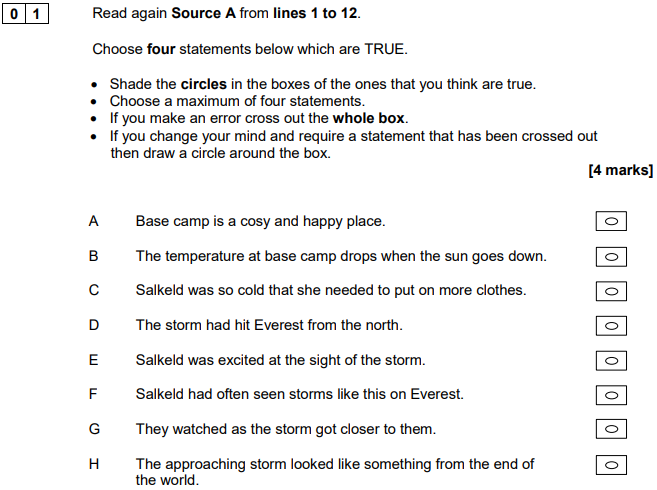 0 1 Read again Source A from lines 1 to 12.
Choose four statements below which are TRUE.
• Shade the circles in the boxes of the ones that you think are true.
• Choose a maximum of four statements.
• If you make an error cross out the whole box.
• If you change your mind and require a statement that has been crossed out
then draw a circle around the box.
[4 marks]
A Base camp is a cosy and happy place.
B The temperature at base camp drops when the sun goes down.
C Salkeld was so cold that she needed to put on more clothes.
D The storm had hit Everest from the north.
E Salkeld was excited at the sight of the storm.
F Salkeld had often seen storms like this on Everest.
G They watched as the storm got closer to them.
H The approaching storm looked like something from the end of
the world.